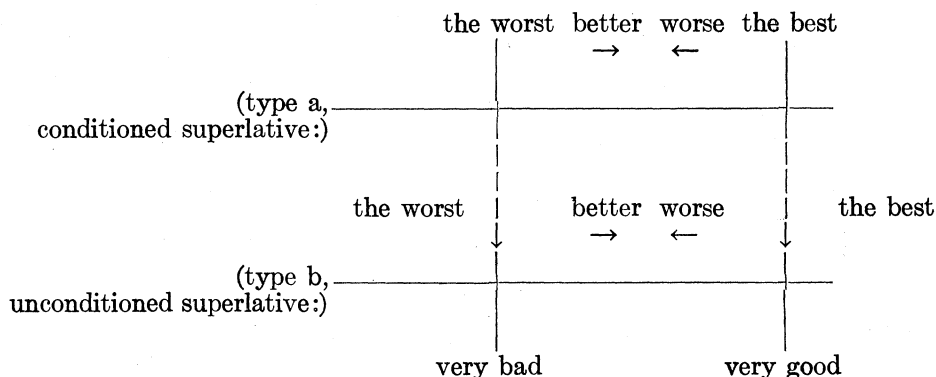 the worst better worse the best
→ ←
(type a,
conditioned superlative:)
the worst better worse the best
→ ←
(type b,
unconditioned superlative:)
very bad very good